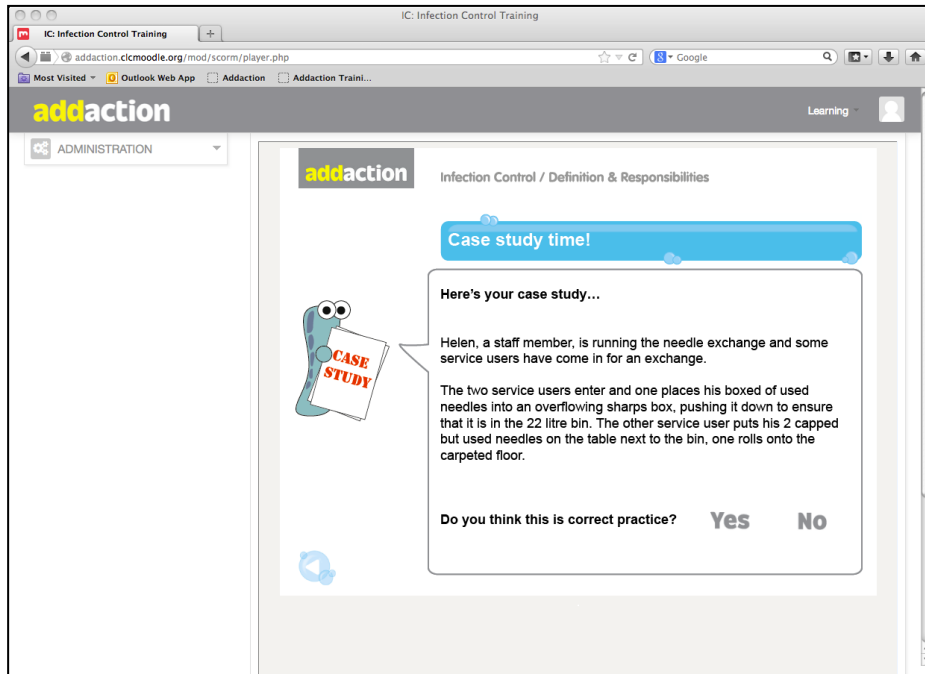 IC: Infection Control Training
IC: Infection Control Training
addaction.clcmoodle.org/mod/scorm/player.php
Google
Most Visited
Outlook Web App
Addaction
Addaction Traini...
addaction
Learning
ADMINISTRATION
addaction
Infection Control / Definition & Responsibilities
Case study time!
Here's your case study…
CASE
STUDY
Helen, a staff member, is running the needle exchange and some
service users have come in for an exchange.
The two service users enter and one places his boxed of used
needles into an overflowing sharps box, pushing it down to ensure
that it is in the 22 litre bin. The other service user puts his 2 capped
but used needles on the table next to the bin, one rolls onto the
carpeted floor.
Do you think this is correct practice? Yes No